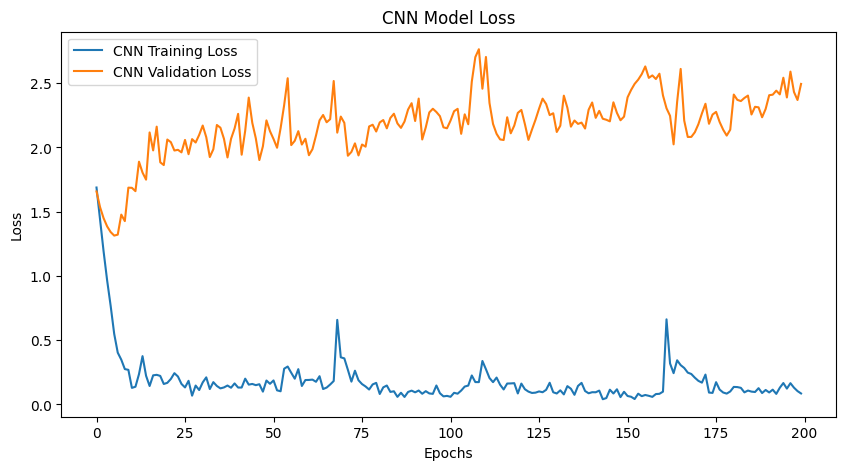 CNN Model Loss
CNN Training Loss
CNN Validation Loss
Loss
2.5
2.0
1.5
1.0
0.5
0.0
0 25 50 75 100 125 150 175 200
Epochs